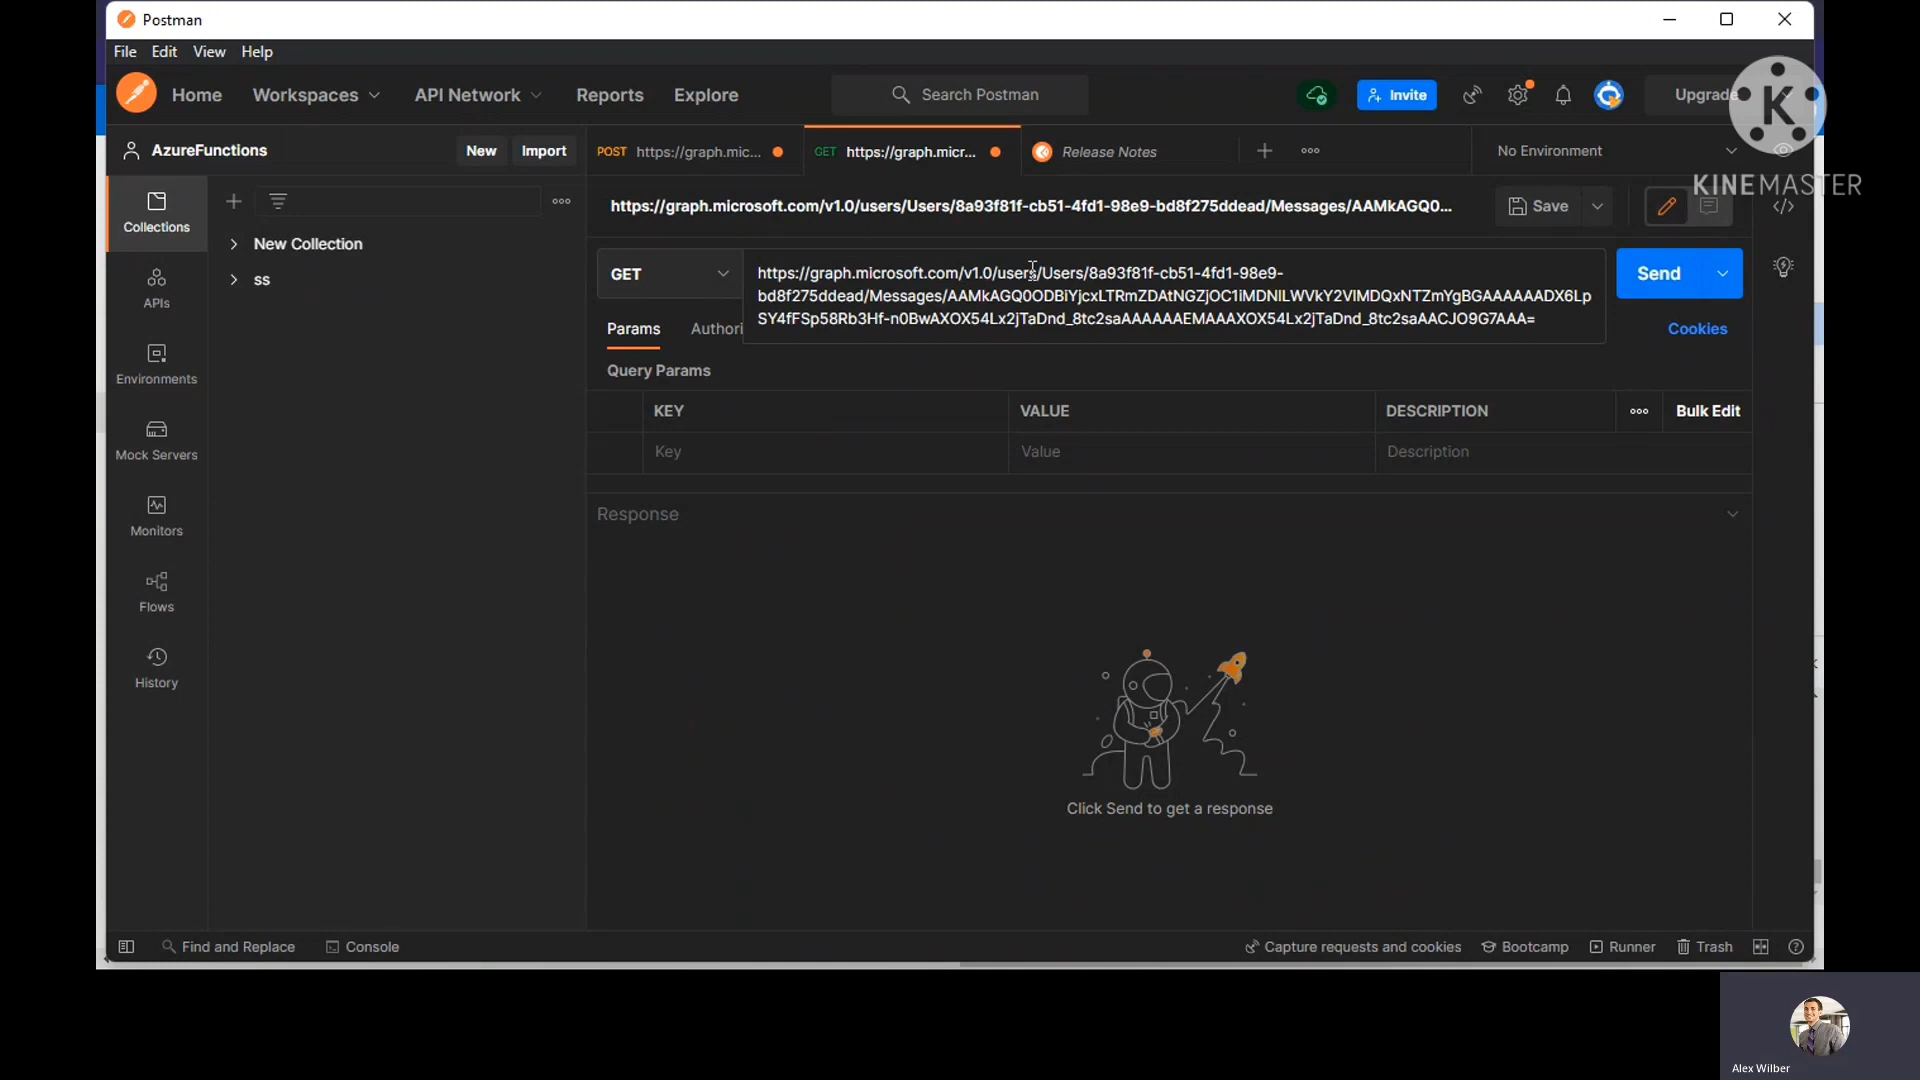 Postman
File Edit View Help
Home Workspaces API Network Reports Explore Search Postman Invite Upgrade
K
KINEMASTER
AzureFunctions New Import POST https://graph.mic... GET https://graph.micr... Release Notes No Environment
https://graph.microsoft.com/v1.0/users/Users/8a93f81f-cb51-4fd1-98e9-bd8f275ddead/Messages/AAMkAGQ0... Save
Collections
New Collection
ss
APIs
Environments
Mock Servers
Monitors
Flows
History
GET
https://graph.microsoft.com/v1.0/users/Users/8a93f81f-cb51-4fd1-98e9-
bd8f275ddead/Messages/AAMkAGQ0ODBiYjcxLTRmZDAtNGZjOC1iMDNlLWVkY2VlMDQxNTZmYgBGAAAAAADX6Lp
SY4fFSp58Rb3Hf-n0BwAXOX54Lx2jTaDnd_8tc2saAAAAAAEMAAAXOX54Lx2jTaDnd_8tc2saAACJO9G7AAA=
Send
Params Authori Cookies
Query Params
KEY VALUE DESCRIPTION Bulk Edit
Key Value Description
Response
Click Send to get a response
Find and Replace Console Capture requests and cookies Bootcamp Runner Trash
Alex Wilber